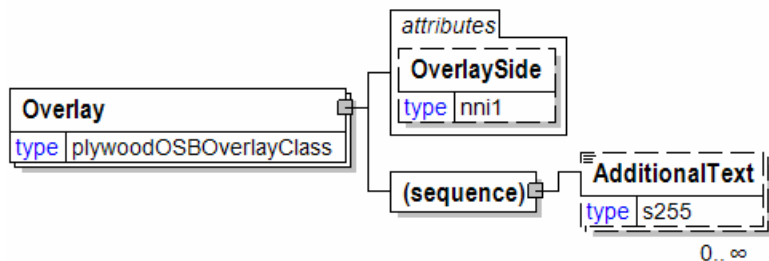 attributes
OverlaySide
type nni1
Overlay
type plywoodOSBOverlayClass
(sequence)
AdditionalText
type s255
0.. ∞